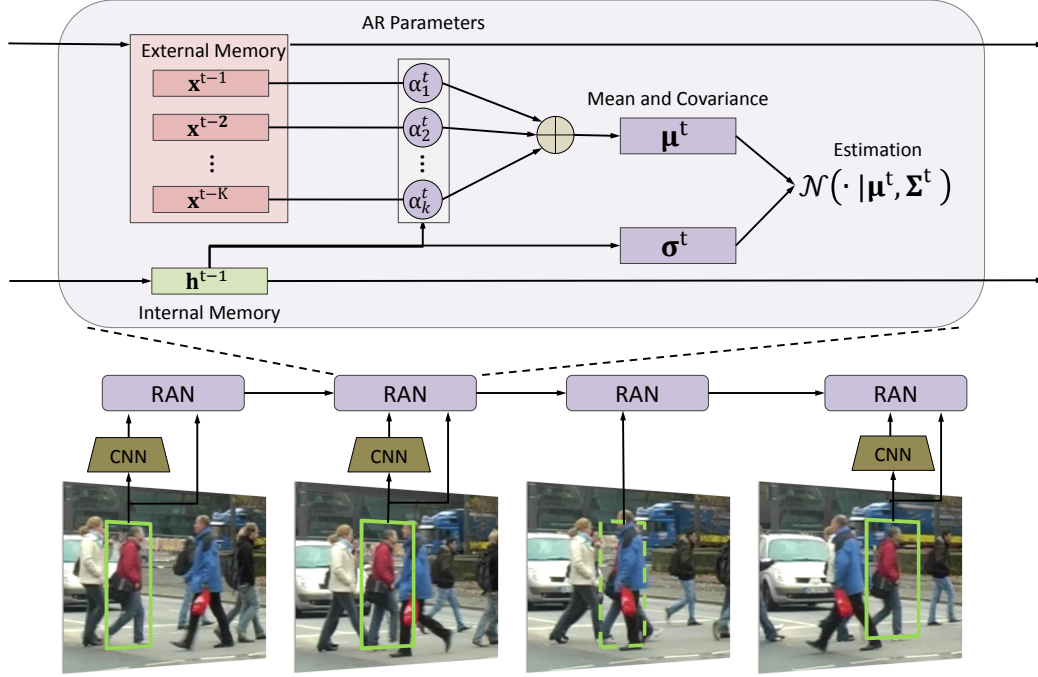 AR Parameters
External Memory
x^{t-1}
α_1^t
x^{t-2}
α_2^t
Mean and Covariance
μ^t
Estimation
x^{t-K}
α_k^t
𝒩(· |μ^t, Σ^t)
σ^t
h^{t-1}
Internal Memory
RAN
RAN
RAN
RAN
CNN
CNN
CNN